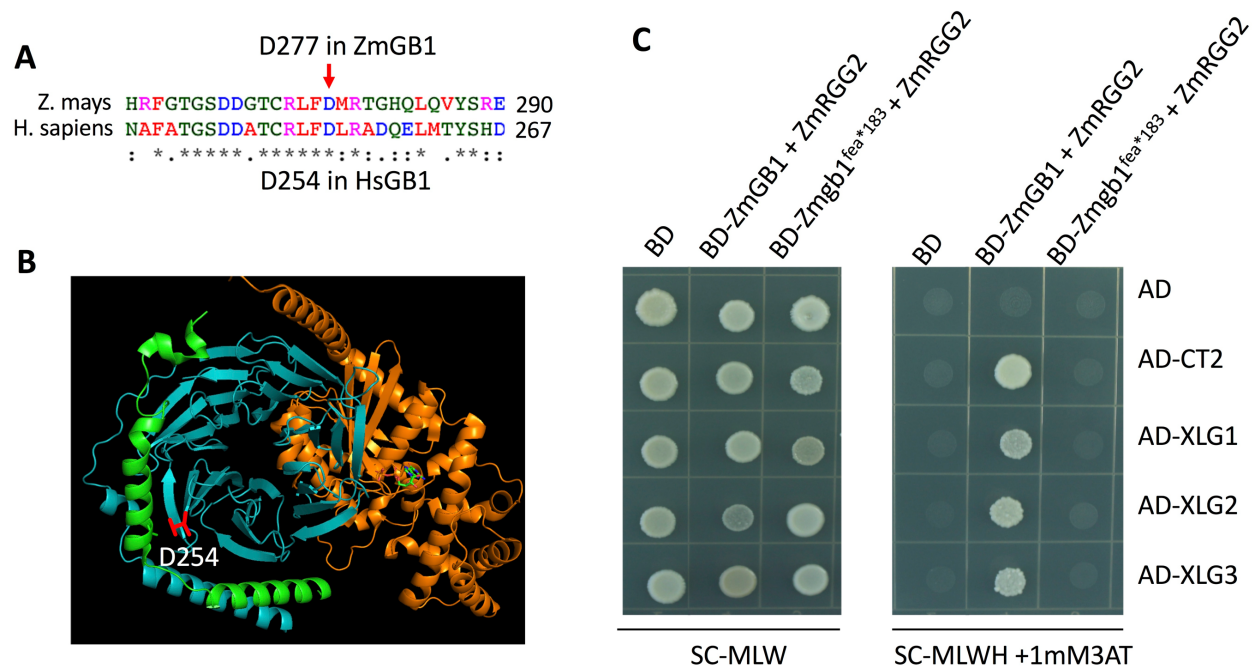 A
D277 in ZmGB1
Z. mays HRFGTGSDDGTCRLFDMRTGHQLQVYSRE 290
H. sapiens NAFATGSDDATCRLFDLRADQELMTYSHD 267
: *.*****.******:*:.:: * .**::
D254 in HsGB1
B
D254
C
BD
BD-ZmGB1 + ZmRGG2
BD-Zmgb1fea*183 + ZmRGG2
BD
BD-ZmGB1 + ZmRGG2
BD-Zmgb1fea*183 + ZmRGG2
AD
AD-CT2
AD-XLG1
AD-XLG2
AD-XLG3
SC-MLW
SC-MLWH +1mM3AT